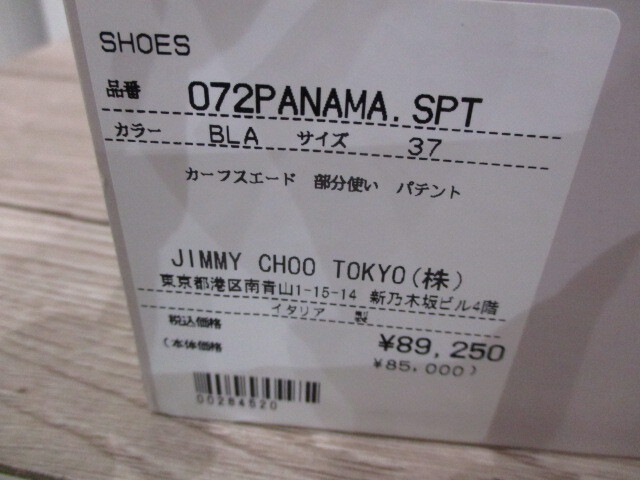 SHOES
品番 072PANAMA.SPT
カラー BLA サイズ 37
カーフスエード 部分使い パテント
JIMMY CHOO TOKYO(株)
東京都港区南青山1-15-14 新乃木坂ビル4階
イタリア 製
税込価格 ¥89,250
(本体価格 ¥85,000)
00284520